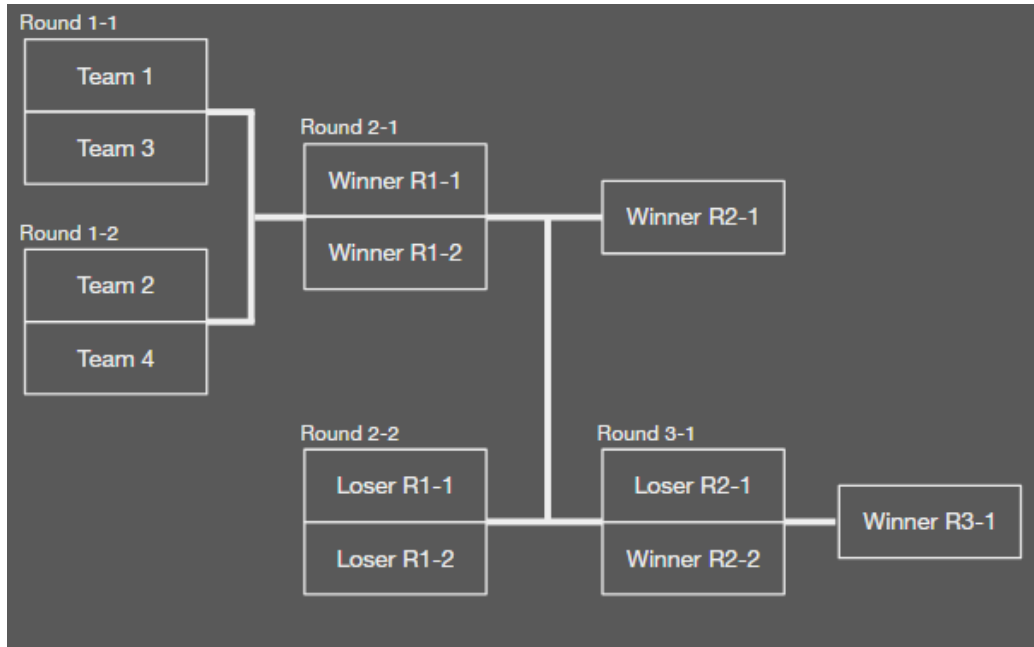 Round 1-1
Team 1
Team 3
Round 1-2
Team 2
Team 4
Round 2-1
Winner R1-1
Winner R1-2
Winner R2-1
Round 2-2
Loser R1-1
Loser R1-2
Round 3-1
Loser R2-1
Winner R2-2
Winner R3-1